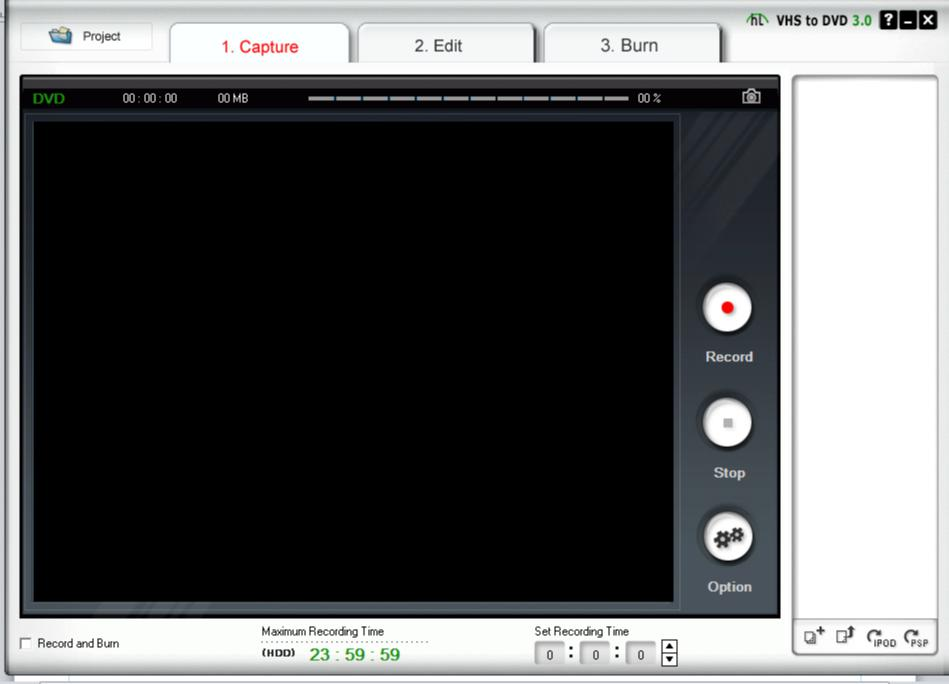 hL VHS to DVD 3.0 ?
Project
1. Capture
2. Edit
3. Burn
DVD 00 : 00 : 00 00 MB 00 %
Record
Stop
Option
Record and Burn
Maximum Recording Time
(HDD) 23 : 59 : 59
Set Recording Time
0 : 0 : 0
IPOD PSP